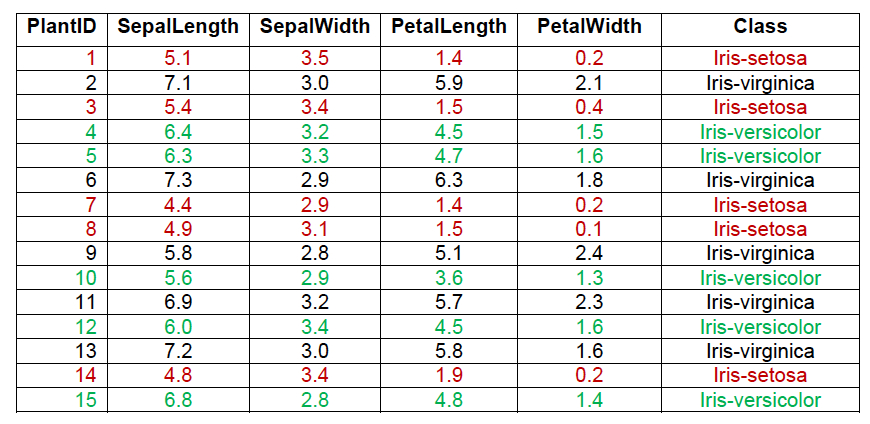 PlantID SepalLength SepalWidth PetalLength PetalWidth Class
1 5.1 3.5 1.4 0.2 Iris-setosa
2 7.1 3.0 5.9 2.1 Iris-virginica
3 5.4 3.4 1.5 0.4 Iris-setosa
4 6.4 3.2 4.5 1.5 Iris-versicolor
5 6.3 3.3 4.7 1.6 Iris-versicolor
6 7.3 2.9 6.3 1.8 Iris-virginica
7 4.4 2.9 1.4 0.2 Iris-setosa
8 4.9 3.1 1.5 0.1 Iris-setosa
9 5.8 2.8 5.1 2.4 Iris-virginica
10 5.6 2.9 3.6 1.3 Iris-versicolor
11 6.9 3.2 5.7 2.3 Iris-virginica
12 6.0 3.4 4.5 1.6 Iris-versicolor
13 7.2 3.0 5.8 1.6 Iris-virginica
14 4.8 3.4 1.9 0.2 Iris-setosa
15 6.8 2.8 4.8 1.4 Iris-versicolor